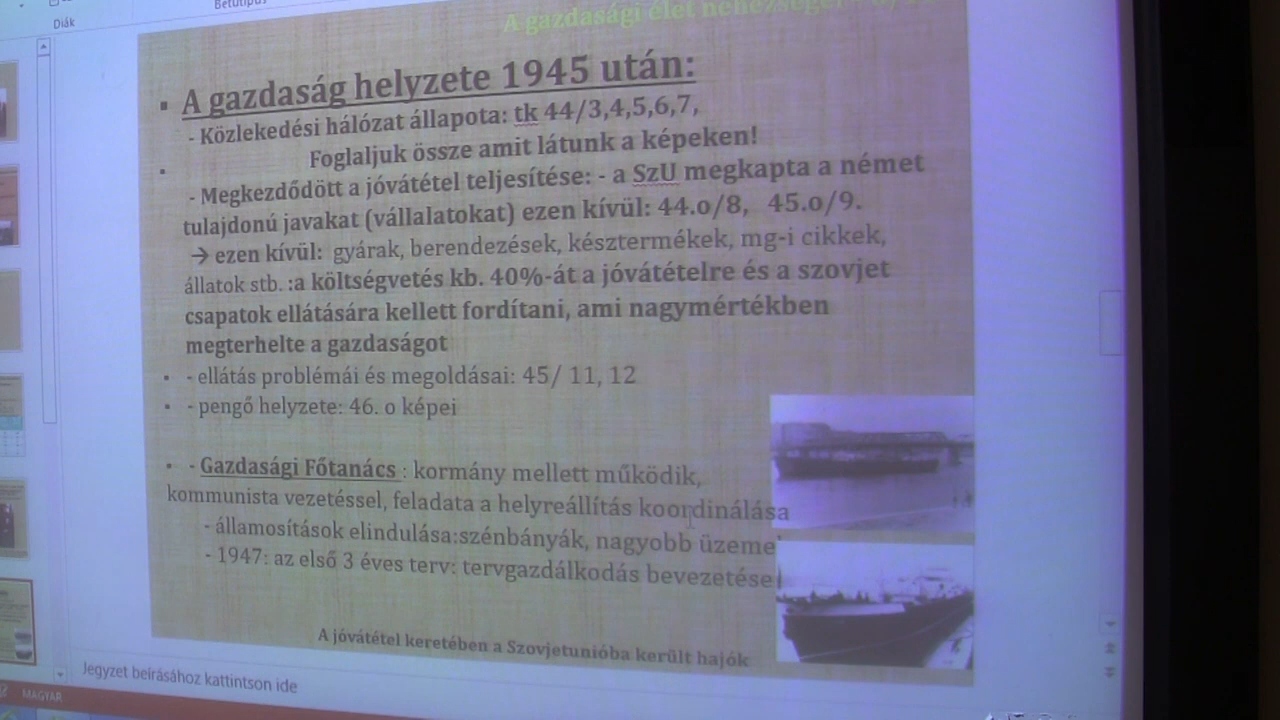 Betűtípus
Diák
A gazdasági élet nehézségei
▪ A gazdaság helyzete 1945 után:
- Közlekedési hálózat állapota: tk 44/3,4,5,6,7,
Foglaljuk össze amit látunk a képeken!
▪ - Megkezdődött a jóvátétel teljesítése: - a SzU megkapta a német
tulajdonú javakat (vállalatokat) ezen kívül: 44.o/8, 45.o/9.
→ ezen kívül: gyárak, berendezések, késztermékek, mg-i cikkek,
állatok stb. :a költségvetés kb. 40%-át a jóvátételre és a szovjet
csapatok ellátására kellett fordítani, ami nagymértékben
megterhelte a gazdaságot
▪ - ellátás problémái és megoldásai: 45/ 11, 12
▪ - pengő helyzete: 46. o képei
▪ - Gazdasági Főtanács : kormány mellett működik,
kommunista vezetéssel, feladata a helyreállítás koordinálása
- államosítások elindulása:szénbányák, nagyobb üzeme
- 1947: az első 3 éves terv: tervgazdálkodás bevezetése
A jóvátétel keretében a Szovjetunióba került hajók
Jegyzet beírásához kattintson ide
MAGYAR